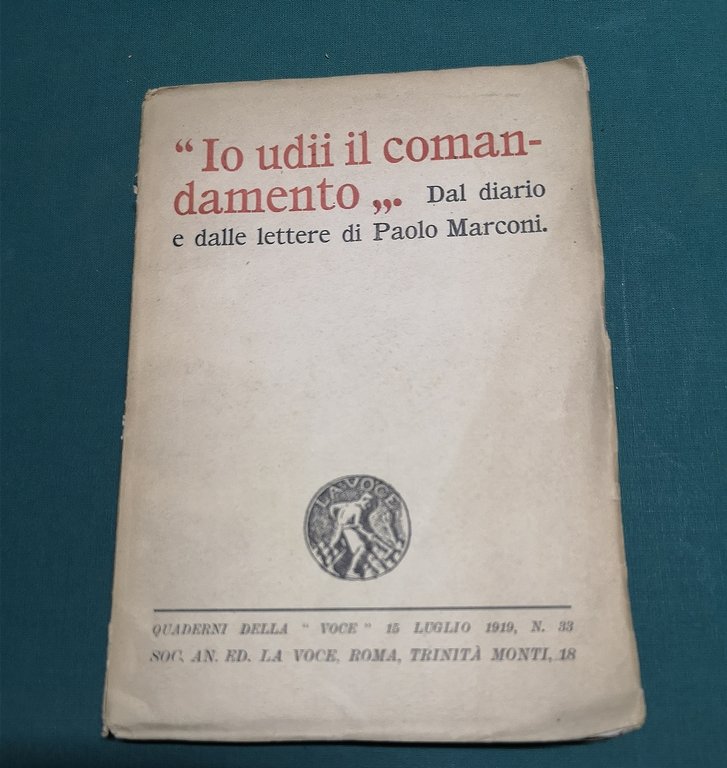 “ Io udii il coman-
damento „. Dal diario
e dalle lettere di Paolo Marconi.
LA VOCE
QUADERNI DELLA “ VOCE ” 15 LUGLIO 1919, N. 33
SOC. AN. ED. LA VOCE, ROMA, TRINITÀ MONTI, 18